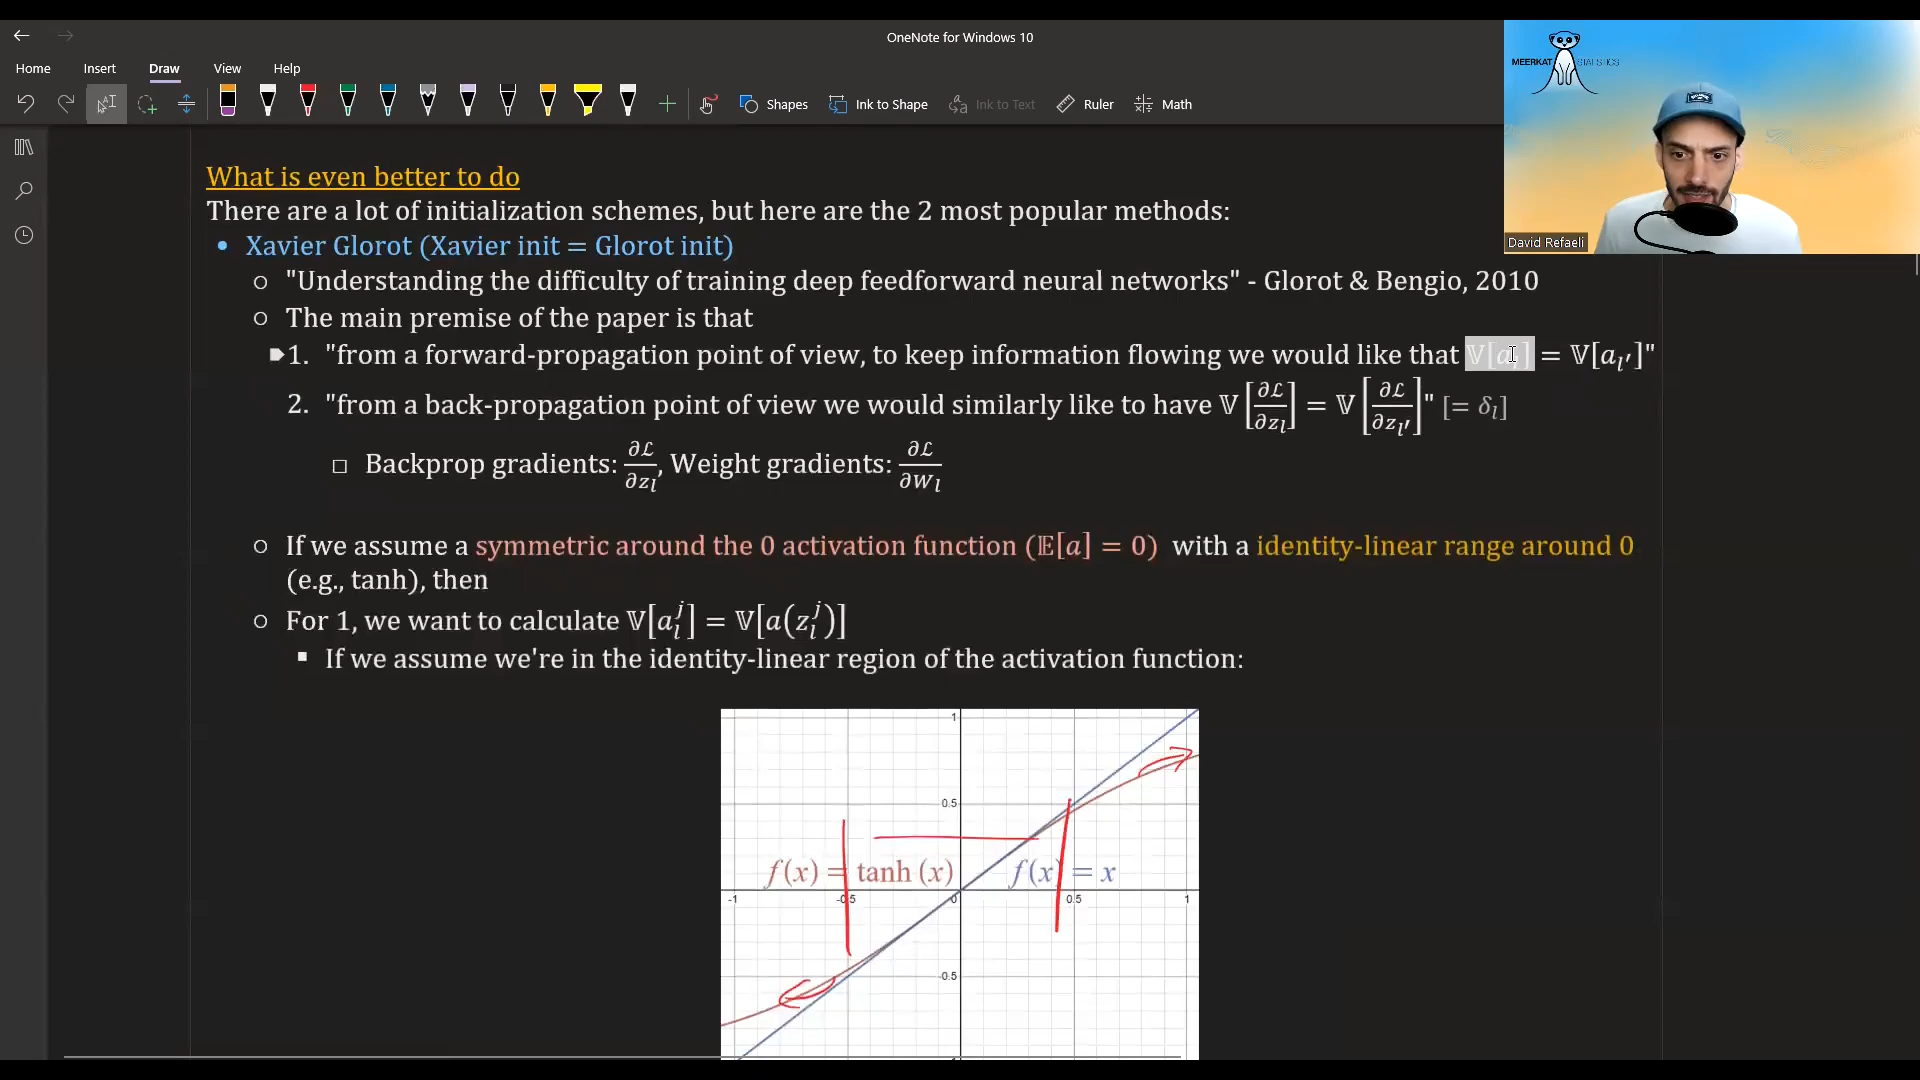 OneNote for Windows 10
Home Insert Draw View Help
Shapes Ink to Shape Ink to Text Ruler Math
MEERKAT STATISTICS
David Refaeli
What is even better to do
There are a lot of initialization schemes, but here are the 2 most popular methods:
• Xavier Glorot (Xavier init = Glorot init)
○ "Understanding the difficulty of training deep feedforward neural networks" - Glorot & Bengio, 2010
○ The main premise of the paper is that
1. "from a forward-propagation point of view, to keep information flowing we would like that 𝕍[a_l] = 𝕍[a_{l'}]"
2. "from a back-propagation point of view we would similarly like to have 𝕍[∂ℒ/∂z_l] = 𝕍[∂ℒ/∂z_{l'}]" [= δ_l]
□ Backprop gradients: ∂ℒ/∂z_l, Weight gradients: ∂ℒ/∂W_l
○ If we assume a symmetric around the 0 activation function (𝔼[a] = 0) with a identity-linear range around 0
(e.g., tanh), then
○ For 1, we want to calculate 𝕍[a_l^j] = 𝕍[a(z_l^j)]
▪ If we assume we're in the identity-linear region of the activation function:
1
0.5
f(x) = tanh (x) f(x) = x
-1 -0.5 0 0.5 1
-0.5